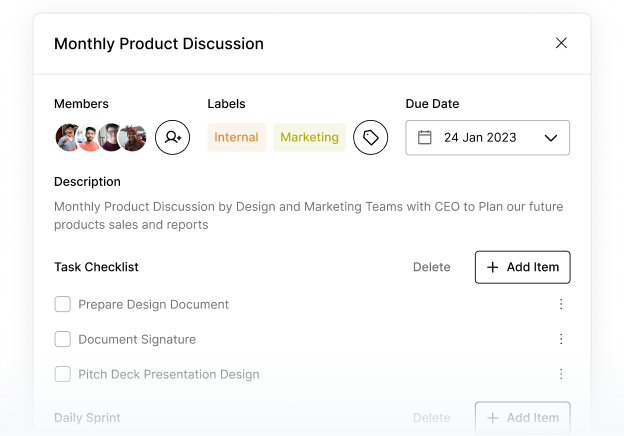 Monthly Product Discussion
Members
Labels
Due Date
Internal
Marketing
24 Jan 2023
Description
Monthly Product Discussion by Design and Marketing Teams with CEO to Plan our future
products sales and reports
Task Checklist
Delete
Add Item
Prepare Design Document
Document Signature
Pitch Deck Presentation Design
Daily Sprint
Delete
Add Item